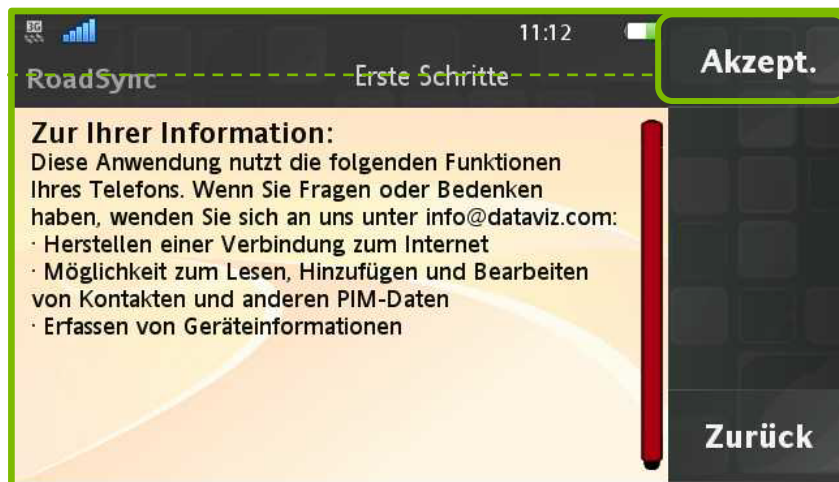 3G
11:12
RoadSync
Erste Schritte
Akzept.
Zur Ihrer Information:
Diese Anwendung nutzt die folgenden Funktionen
Ihres Telefons. Wenn Sie Fragen oder Bedenken
haben, wenden Sie sich an uns unter info@dataviz.com:
· Herstellen einer Verbindung zum Internet
· Möglichkeit zum Lesen, Hinzufügen und Bearbeiten
von Kontakten und anderen PIM-Daten
· Erfassen von Geräteinformationen
Zurück